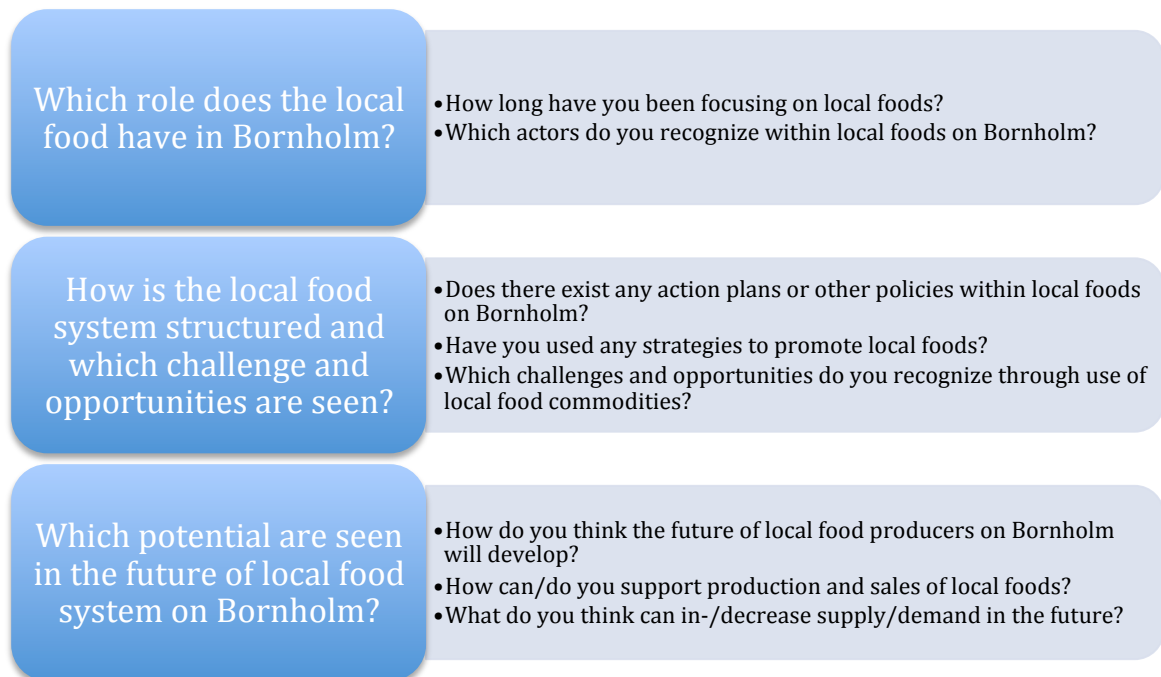 Which role does the local
food have in Bornholm?
•How long have you been focusing on local foods?
•Which actors do you recognize within local foods on Bornholm?
How is the local food
system structured and
which challenge and
opportunities are seen?
•Does there exist any action plans or other policies within local foods
on Bornholm?
•Have you used any strategies to promote local foods?
•Which challenges and opportunities do you recognize through use of
local food commodities?
Which potential are seen
in the future of local food
system on Bornholm?
•How do you think the future of local food producers on Bornholm
will develop?
•How can/do you support production and sales of local foods?
•What do you think can in-/decrease supply/demand in the future?